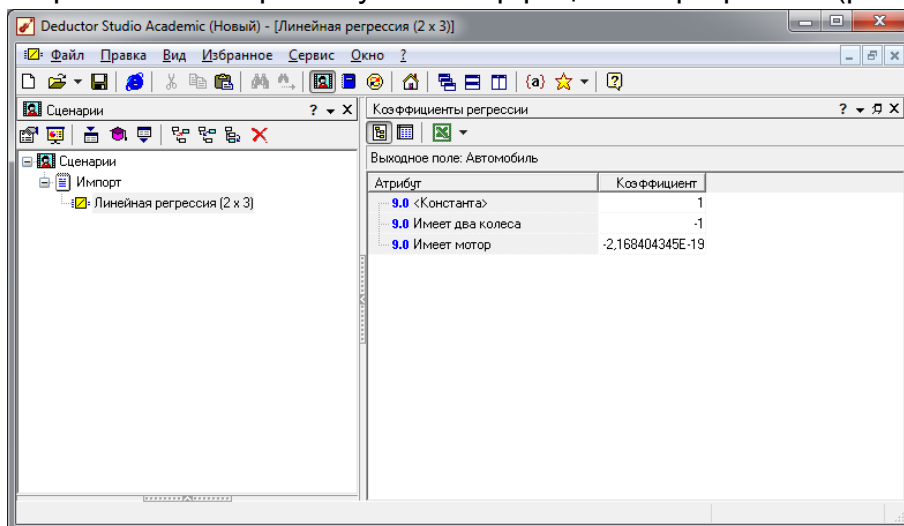 Deductor Studio Academic (Новый) - [Линейная регрессия (2 x 3)]
Файл Правка Вид Избранное Сервис Окно ?
Сценарии
Коэффициенты регрессии
Сценарии
Импорт
Линейная регрессия (2 x 3)
Выходное поле: Автомобиль
Атрибут Коэффициент
9.0 <Константа> 1
9.0 Имеет два колеса -1
9.0 Имеет мотор -2,168404345E-19